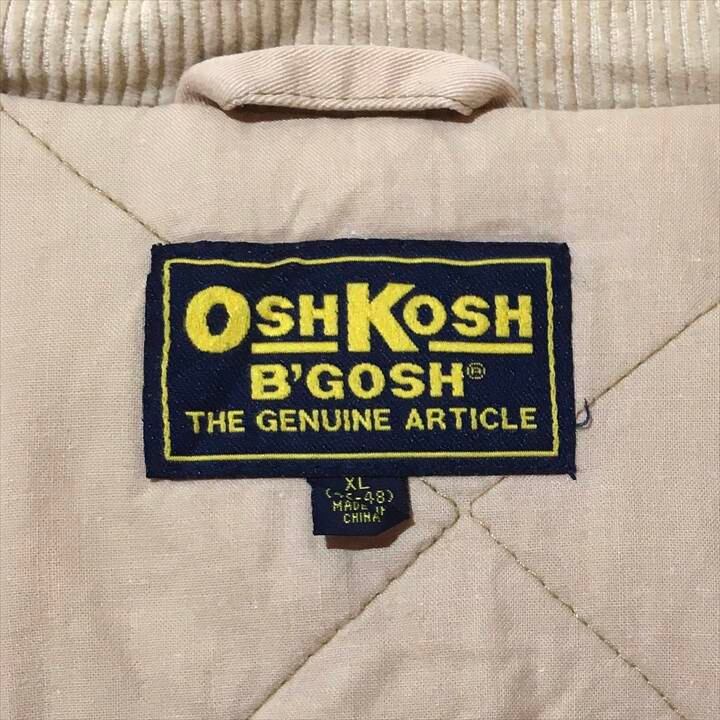 OSHKOSH
B'GOSH®
THE GENUINE ARTICLE
XL
MADE IN
CHINA